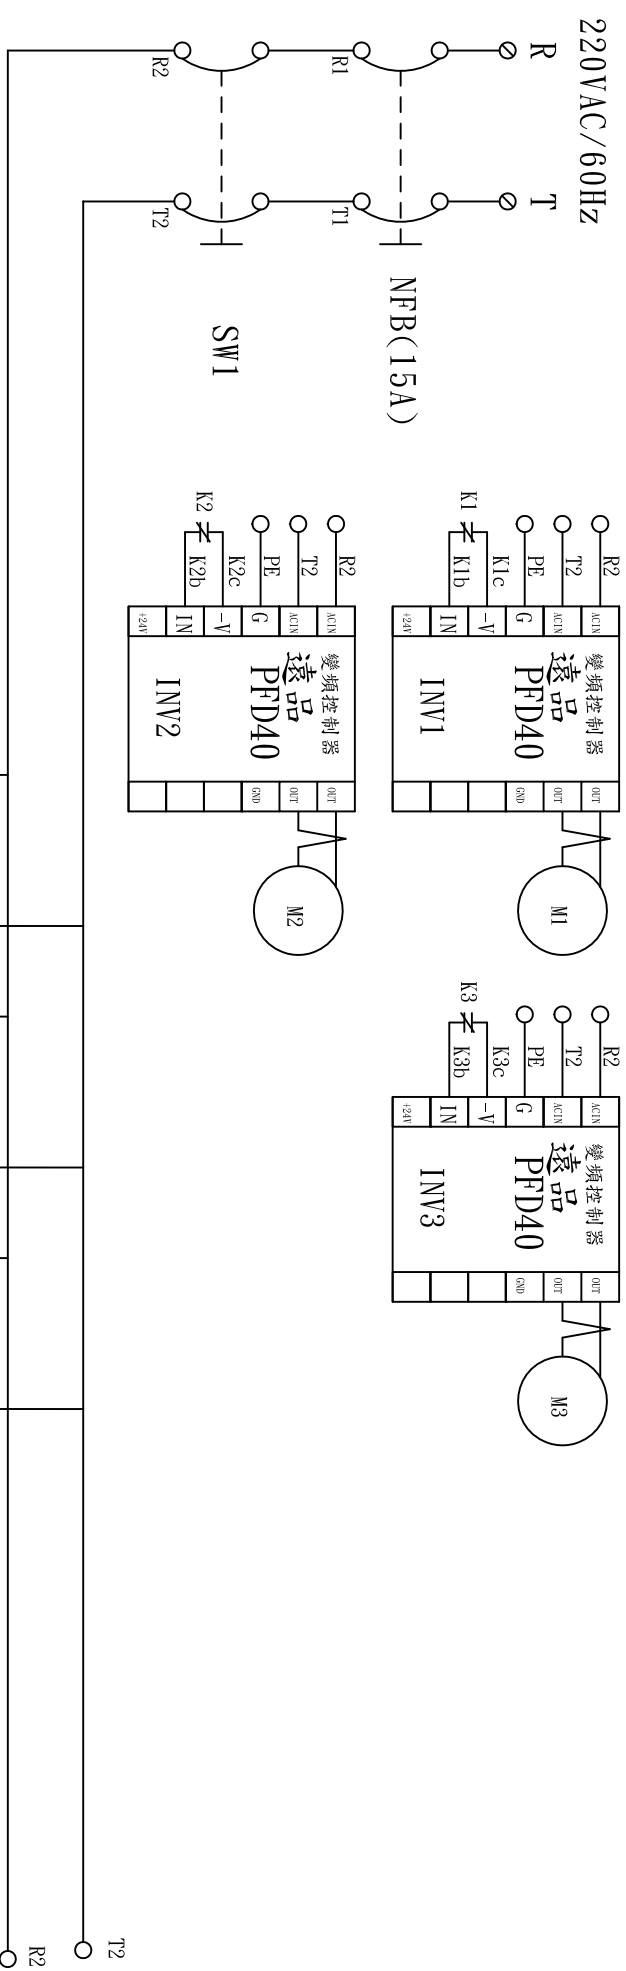 220VAC/60Hz
R
T
R1
T1
NFB(15A)
R2
T2
SW1
R2
T2
PE
K1
K1c
K1b
ACIN
ACIN
G
-V
IN
+24V
變頻控制器
遠品
PFD40
INV1
OUT
OUT
GND
M1
R2
T2
PE
K3
K3c
K3b
ACIN
ACIN
G
-V
IN
+24V
變頻控制器
遠品
PFD40
INV3
OUT
OUT
GND
M3
R2
T2
PE
K2
K2c
K2b
ACIN
ACIN
G
-V
IN
+24V
變頻控制器
遠品
PFD40
INV2
OUT
OUT
GND
M2
T2
R2